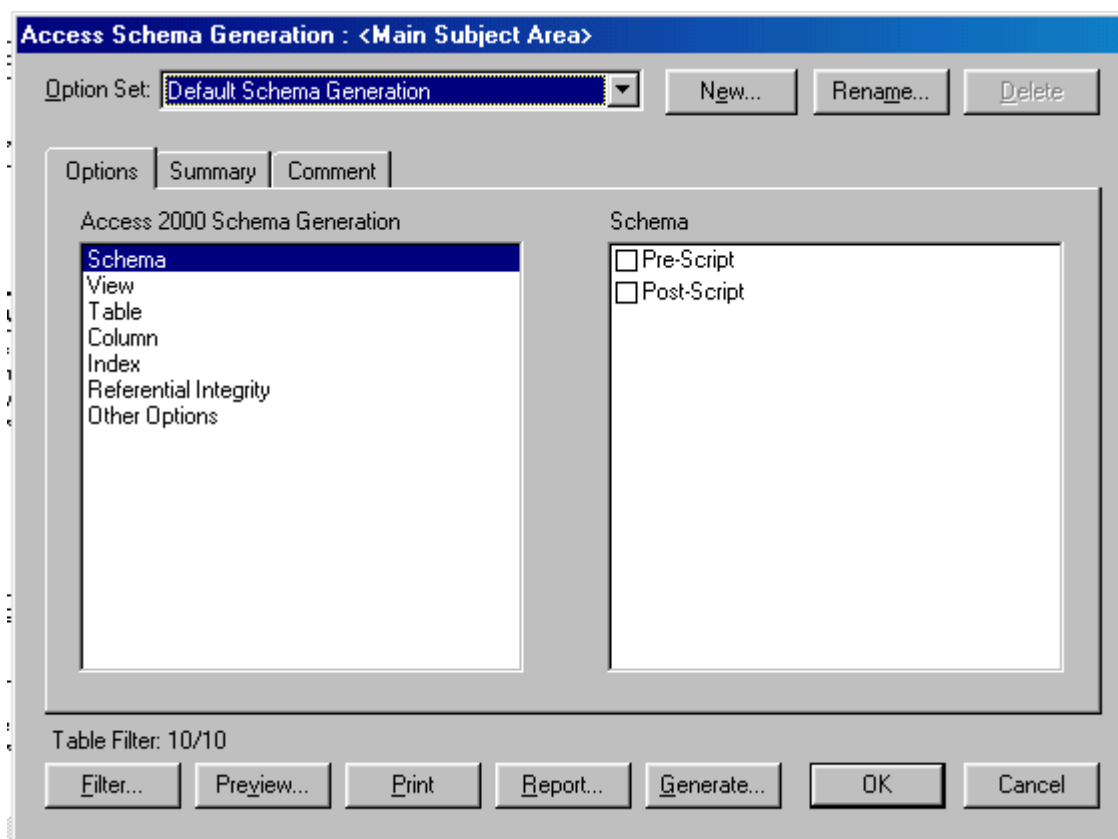 Access Schema Generation : <Main Subject Area>
Option Set: Default Schema Generation New... Rename... Delete
Options Summary Comment
Access 2000 Schema Generation Schema
Schema
View
Table
Column
Index
Referential Integrity
Other Options
Pre-Script
Post-Script
Table Filter: 10/10
Filter... Preview... Print Report... Generate... OK Cancel